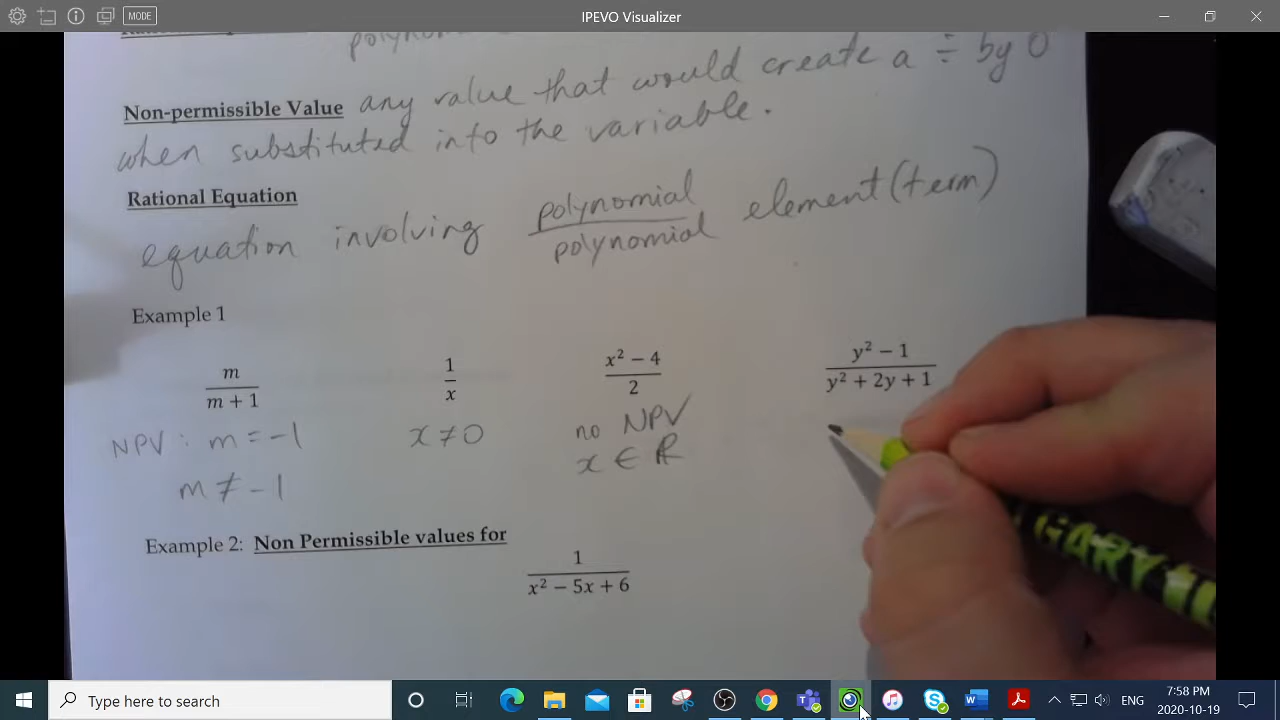 IPEVO Visualizer
MODE
polynom
Non-permissible Value any value that would create a ÷ by 0
when substituted into the variable.
Rational Equation
equation involving polynomial/polynomial element (term)
Example 1
m/(m + 1)
1/x
(x² − 4)/2
(y² − 1)/(y² + 2y + 1)
NPV : m = -1
x ≠ 0
no NPV
m ≠ -1
x ∈ ℝ
Example 2: Non Permissible values for
1/(x² − 5x + 6)
GARY
Type here to search
ENG
7:58 PM
2020-10-19